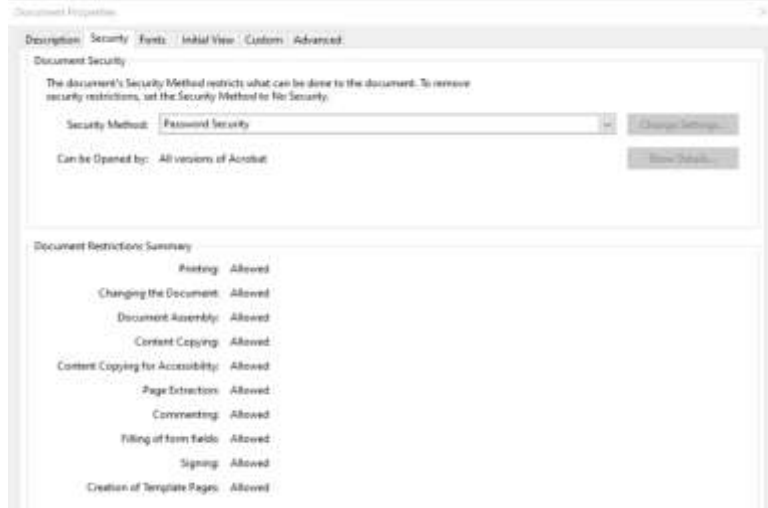 Document Properties
Description Security Fonts Initial View Custom Advanced
Document Security
The document's Security Method restricts what can be done to the document. To remove
security restrictions, set the Security Method to No Security.
Security Method: Password Security
Change Settings...
Can be Opened by: All versions of Acrobat
Show Details...
Document Restrictions Summary
Printing: Allowed
Changing the Document: Allowed
Document Assembly: Allowed
Content Copying: Allowed
Content Copying for Accessibility: Allowed
Page Extraction: Allowed
Commenting: Allowed
Filling of form fields: Allowed
Signing: Allowed
Creation of Template Pages: Allowed